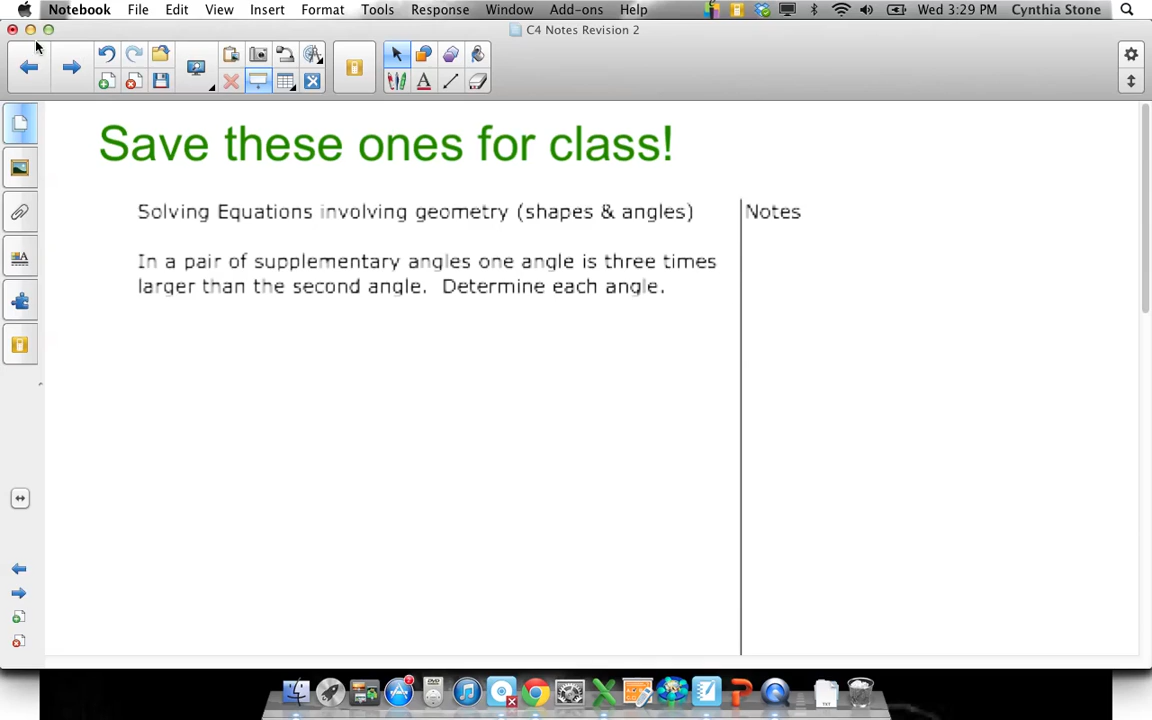 Notebook File Edit View Insert Format Tools Response Window Add-ons Help Wed 3:29 PM Cynthia Stone
C4 Notes Revision 2
Save these ones for class!
Solving Equations involving geometry (shapes & angles)
Notes
In a pair of supplementary angles one angle is three times
larger than the second angle. Determine each angle.